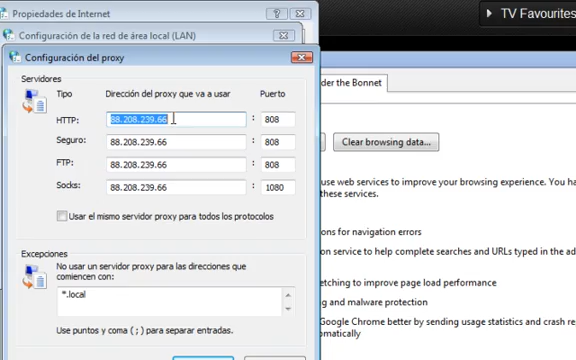 Propiedades de Internet
TV Favourites
Configuración de la red de área local (LAN)
Configuración del proxy
Servidores
Tipo Dirección del proxy que va a usar Puerto
HTTP: 88.208.239.66 : 808
Seguro: 88.208.239.66 : 808
FTP: 88.208.239.66 : 808
Socks: 88.208.239.66 : 1080
Usar el mismo servidor proxy para todos los protocolos
Excepciones
No usar un servidor proxy para las direcciones que
comiencen con:
*.local
Use puntos y coma (;) para separar entradas.
der the Bonnet
Clear browsing data...
use web services to improve your browsing experience. You ha
these services.
ons for navigation errors
on service to help complete searches and URLs typed in the ad
etching to improve page load performance
ng and malware protection
Google Chrome better by sending usage statistics and crash re
omatically